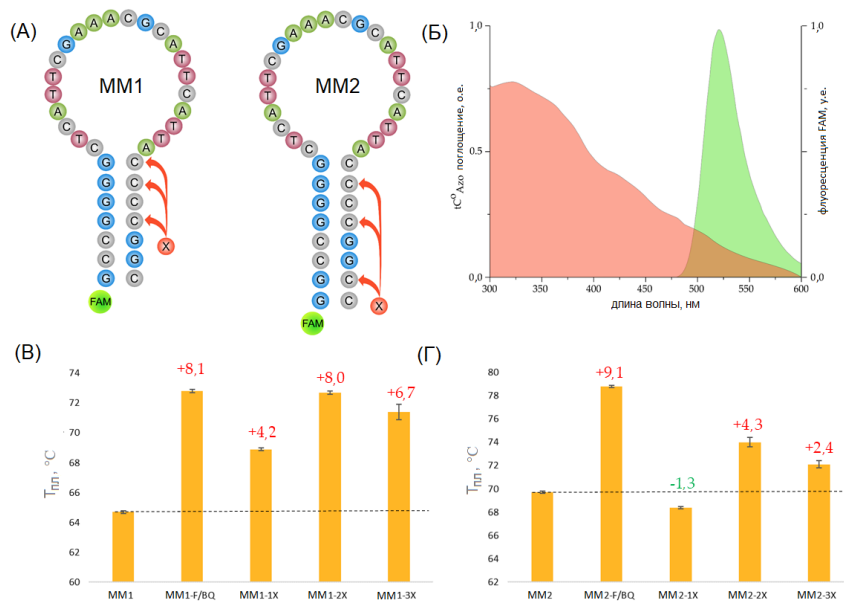 (А)
G A A A C G C A T T C A T T A
C T T A C T C
MM1
G C
G C
G C
G C
C G
C G
G C
X
FAM
G A A A C G C A T T C A T T A
C T T A C T C
MM2
G C
G C
G C
G C
C G
C G
G C
G C
X
FAM
(Б)
1,0
0.5
0,0
tCᴼAzo поглощение, о.е.
1,0
0,0
флуоресценция FAM, у.е.
300 350 400 450 500 550 600
длина волны, нм
(В)
74
72
70
68
66
64
62
60
Tпл, °C
+8,1
+4,2
+8,0
+6,7
MM1 MM1-F/BQ MM1-1X MM1-2X MM1-3X
(Г)
80
78
76
74
72
70
68
66
64
62
Tпл, °C
+9,1
-1,3
+4,3
+2,4
MM2 MM2-F/BQ MM2-1X MM2-2X MM2-3X